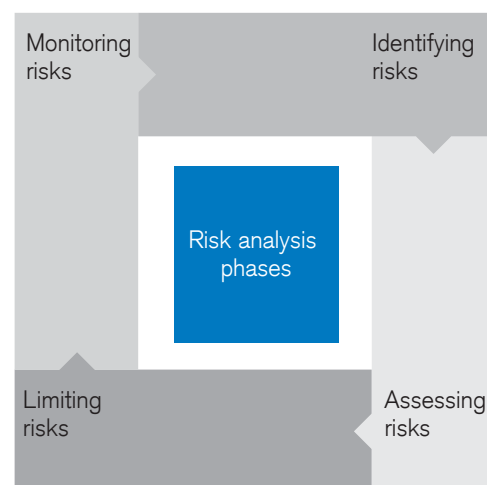 Monitoring
risks
Identifying
risks
Risk analysis
phases
Limiting
risks
Assessing
risks